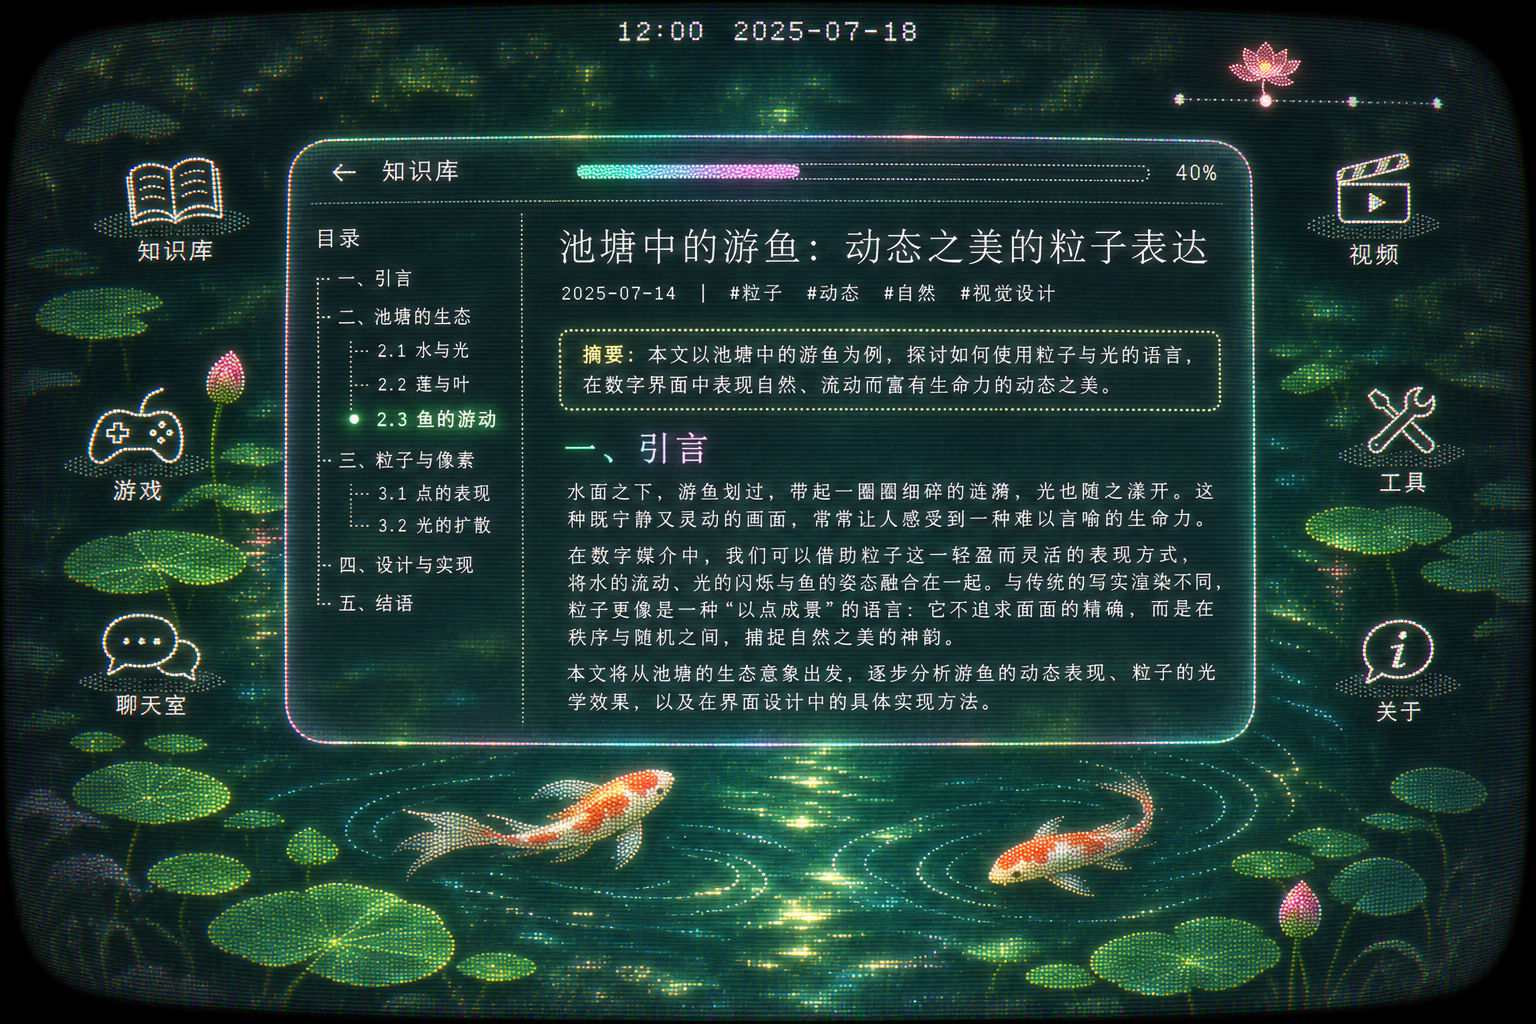 12:00 2025-07-18
知识库
游戏
聊天室
← 知识库
40%
目录
一、引言
二、池塘的生态
2.1 水与光
2.2 莲与叶
2.3 鱼的游动
三、粒子与像素
3.1 点的表现
3.2 光的扩散
四、设计与实现
五、结语
池塘中的游鱼：动态之美的粒子表达
2025-07-14 | #粒子 #动态 #自然 #视觉设计
摘要：本文以池塘中的游鱼为例，探讨如何使用粒子与光的语言，
在数字界面中表现自然、流动而富有生命力的动态之美。
一、引言
水面之下，游鱼划过，带起一圈圈细碎的涟漪，光也随之漾开。这
种既宁静又灵动的画面，常常让人感受到一种难以言喻的生命力。
在数字媒介中，我们可以借助粒子这一轻盈而灵活的表现方式，
将水的流动、光的闪烁与鱼的姿态融合在一起。与传统的写实渲染不同，
粒子更像是一种“以点成景”的语言：它不追求面面的精确，而是在
秩序与随机之间，捕捉自然之美的神韵。
本文将从池塘的生态意象出发，逐步分析游鱼的动态表现、粒子的光
学效果，以及在界面设计中的具体实现方法。
视频
工具
关于